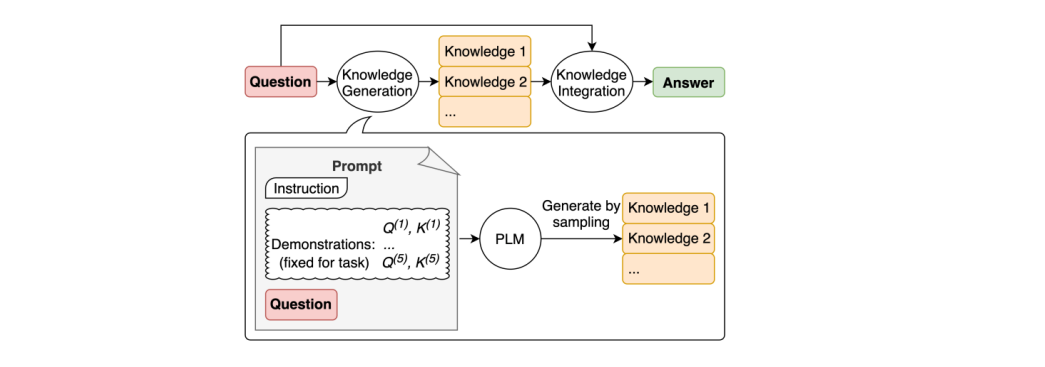 Question
Knowledge
Generation
Knowledge 1
Knowledge 2
...
Knowledge
Integration
Answer
Prompt
Instruction
Q(1), K(1)
Demonstrations: ...
(fixed for task) Q(5), K(5)
Question
PLM
Generate by
sampling
Knowledge 1
Knowledge 2
...